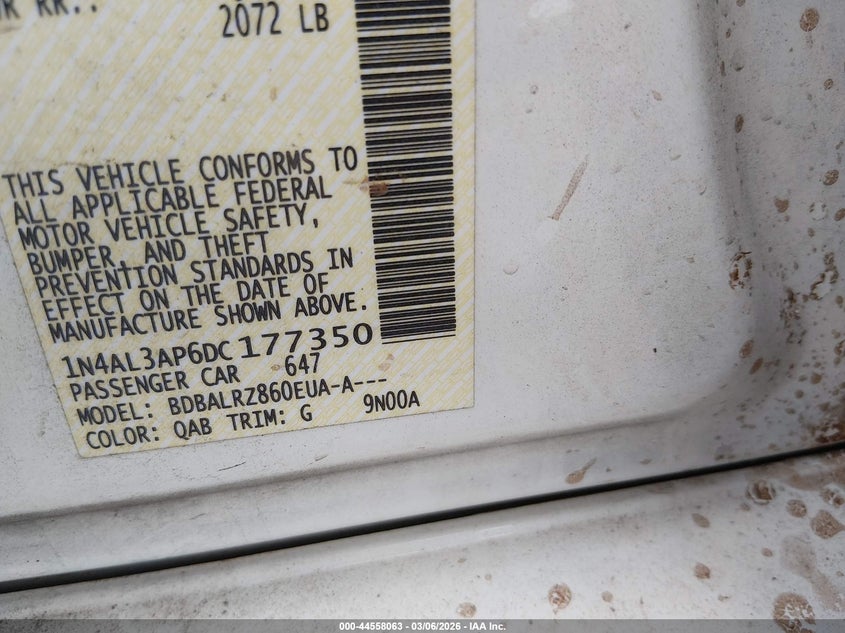 2072 LB
THIS VEHICLE CONFORMS TO
ALL APPLICABLE FEDERAL
MOTOR VEHICLE SAFETY,
BUMPER, AND THEFT
PREVENTION STANDARDS IN
EFFECT ON THE DATE OF
MANUFACTURE SHOWN ABOVE.
1N4AL3AP6DC177350
PASSENGER CAR 647
MODEL: BDBALRZ860EUA-A---
COLOR: QAB TRIM: G 9N00A
000-44558063 — 03/06/2026 — IAA Inc.